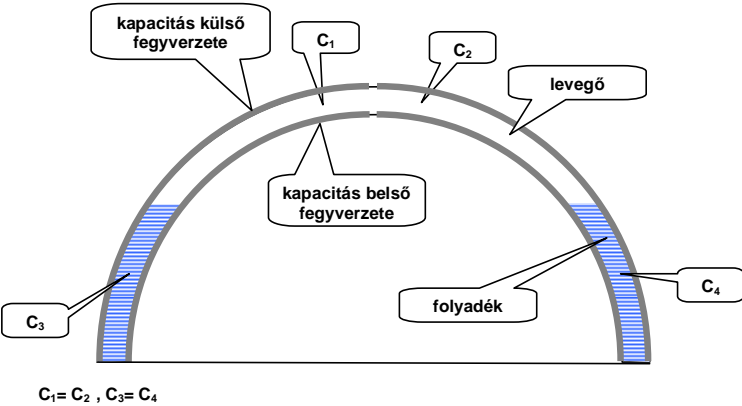 kapacitás külső
fegyverzete
C₁
C₂
levegő
kapacitás belső
fegyverzete
C₃
folyadék
C₄
C₁= C₂ , C₃= C₄